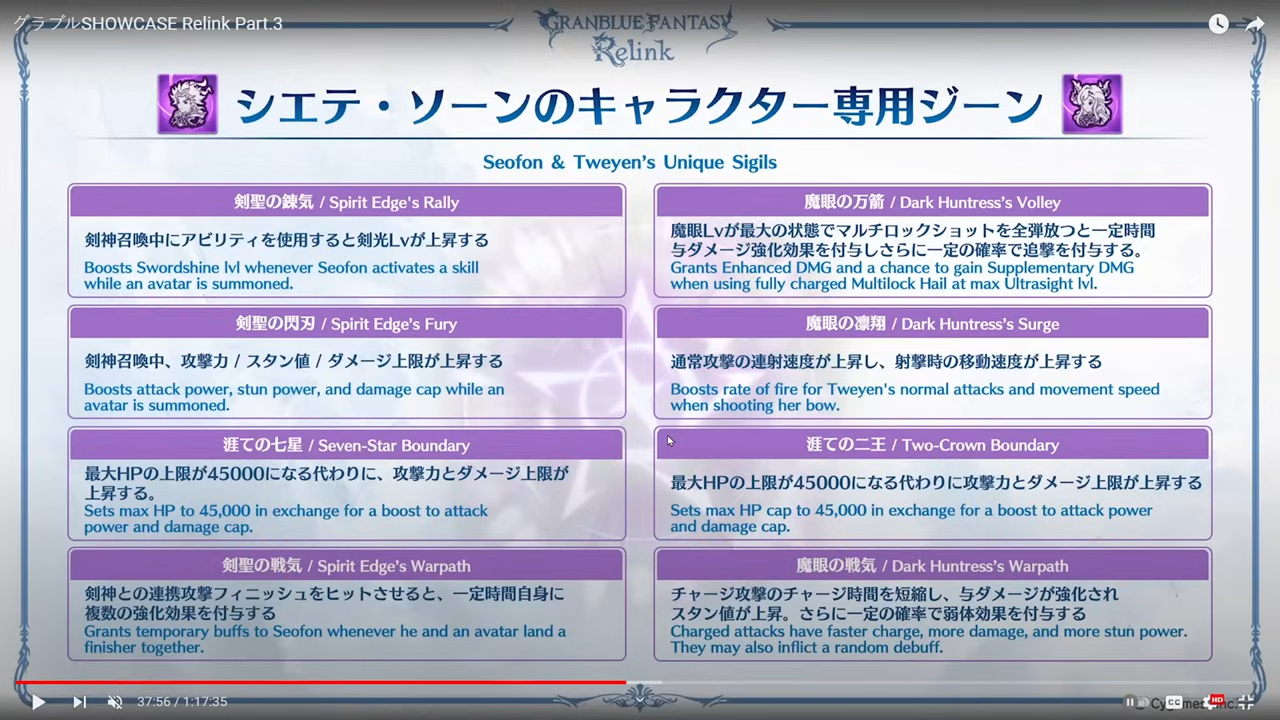 グラブルSHOWCASE Relink Part.3
GRANBLUE FANTASY
Relink
シエテ・ソーンのキャラクター専用ジーン
Seofon & Tweyen's Unique Sigils
剣聖の錬気 / Spirit Edge's Rally
剣神召喚中にアビリティを使用すると剣光Lvが上昇する
Boosts Swordshine lvl whenever Seofon activates a skill
while an avatar is summoned.
剣聖の閃刃 / Spirit Edge's Fury
剣神召喚中、攻撃力 / スタン値 / ダメージ上限が上昇する
Boosts attack power, stun power, and damage cap while an
avatar is summoned.
涯ての七星 / Seven-Star Boundary
最大HPの上限が45000になる代わりに、攻撃力とダメージ上限が
上昇する。
Sets max HP to 45,000 in exchange for a boost to attack
power and damage cap.
剣聖の戦気 / Spirit Edge's Warpath
剣神との連携攻撃フィニッシュをヒットさせると、一定時間自身に
複数の強化効果を付与する
Grants temporary buffs to Seofon whenever he and an avatar land a
finisher together.
魔眼の万箭 / Dark Huntress's Volley
魔眼Lvが最大の状態でマルチロックショットを全弾放つと一定時間
与ダメージ強化効果を付与しさらに一定の確率で追撃を付与する。
Grants Enhanced DMG and a chance to gain Supplementary DMG
when using fully charged Multilock Hail at max Ultrasight lvl.
魔眼の凛翔 / Dark Huntress's Surge
通常攻撃の連射速度が上昇し、射撃時の移動速度が上昇する
Boosts rate of fire for Tweyen's normal attacks and movement speed
when shooting her bow.
涯ての二王 / Two-Crown Boundary
最大HPの上限が45000になる代わりに攻撃力とダメージ上限が上昇する
Sets max HP cap to 45,000 in exchange for a boost to attack power
and damage cap.
魔眼の戦気 / Dark Huntress's Warpath
チャージ攻撃のチャージ時間を短縮し、与ダメージが強化され
スタン値が上昇。さらに一定の確率で弱体効果を付与する
Charged attacks have faster charge, more damage, and more stun power.
They may also inflict a random debuff.
37:56 / 1:17:35
CC
HD